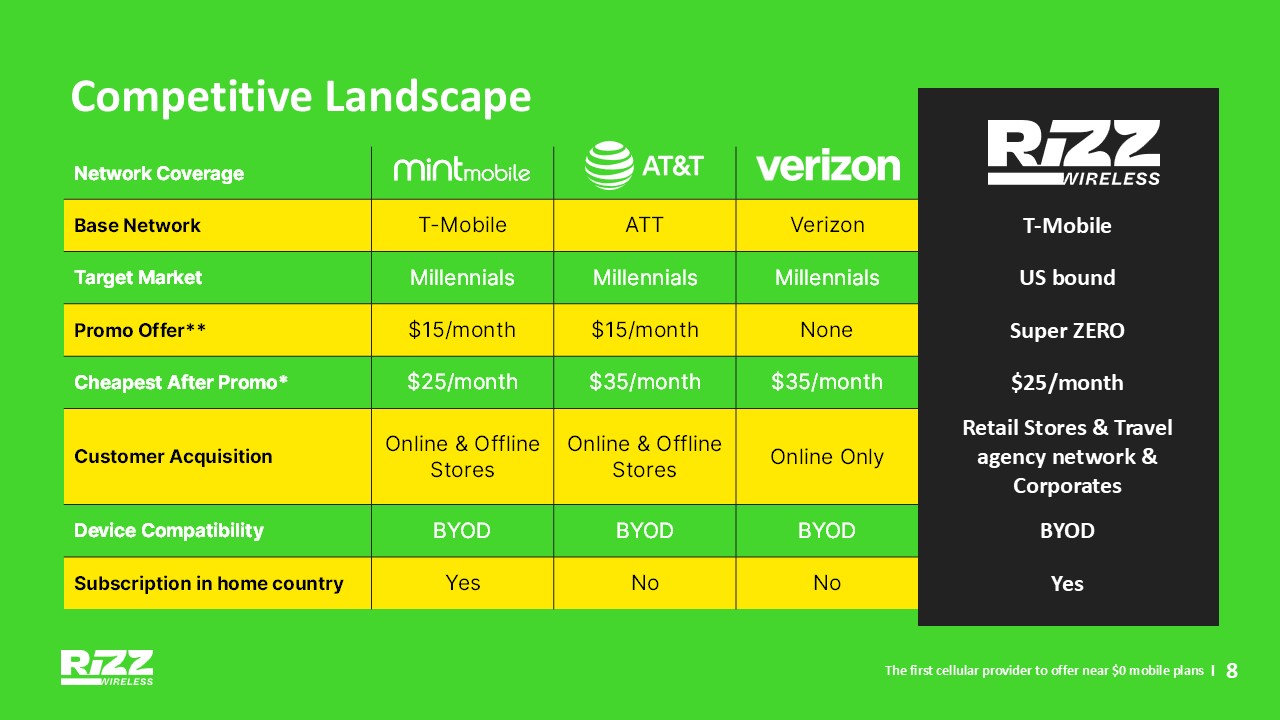 Competitive Landscape
Network Coverage mintmobile AT&T verizon RiZZ WIRELESS
Base Network T-Mobile ATT Verizon T-Mobile
Target Market Millennials Millennials Millennials US bound
Promo Offer** $15/month $15/month None Super ZERO
Cheapest After Promo* $25/month $35/month $35/month $25/month
Customer Acquisition Online & Offline Stores Online & Offline Stores Online Only Retail Stores & Travel agency network & Corporates
Device Compatibility BYOD BYOD BYOD BYOD
Subscription in home country Yes No No Yes
RiZZ WIRELESS
The first cellular provider to offer near $0 mobile plans | 8